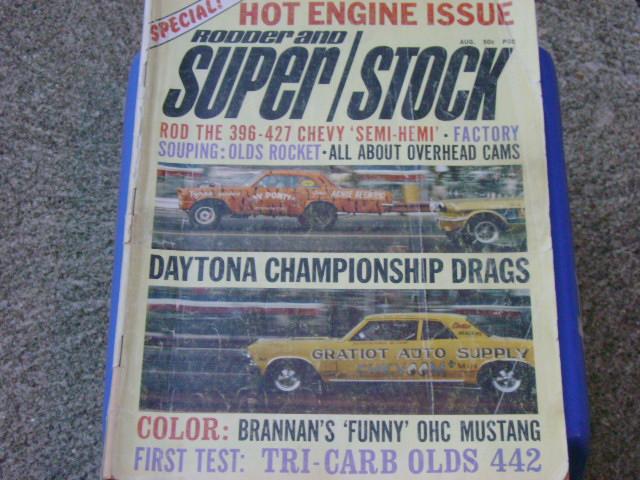 SPECIAL!
HOT ENGINE ISSUE
RODDER AND
AUG. 50c
SUPER/STOCK
ROD THE 396-427 CHEVY 'SEMI-HEMI' • FACTORY
SOUPING: OLDS ROCKET • ALL ABOUT OVERHEAD CAMS
DAYTONA CHAMPIONSHIP DRAGS
GRATIOT AUTO SUPPLY
COLOR: BRANNAN'S 'FUNNY' OHC MUSTANG
FIRST TEST: TRI-CARB OLDS 442